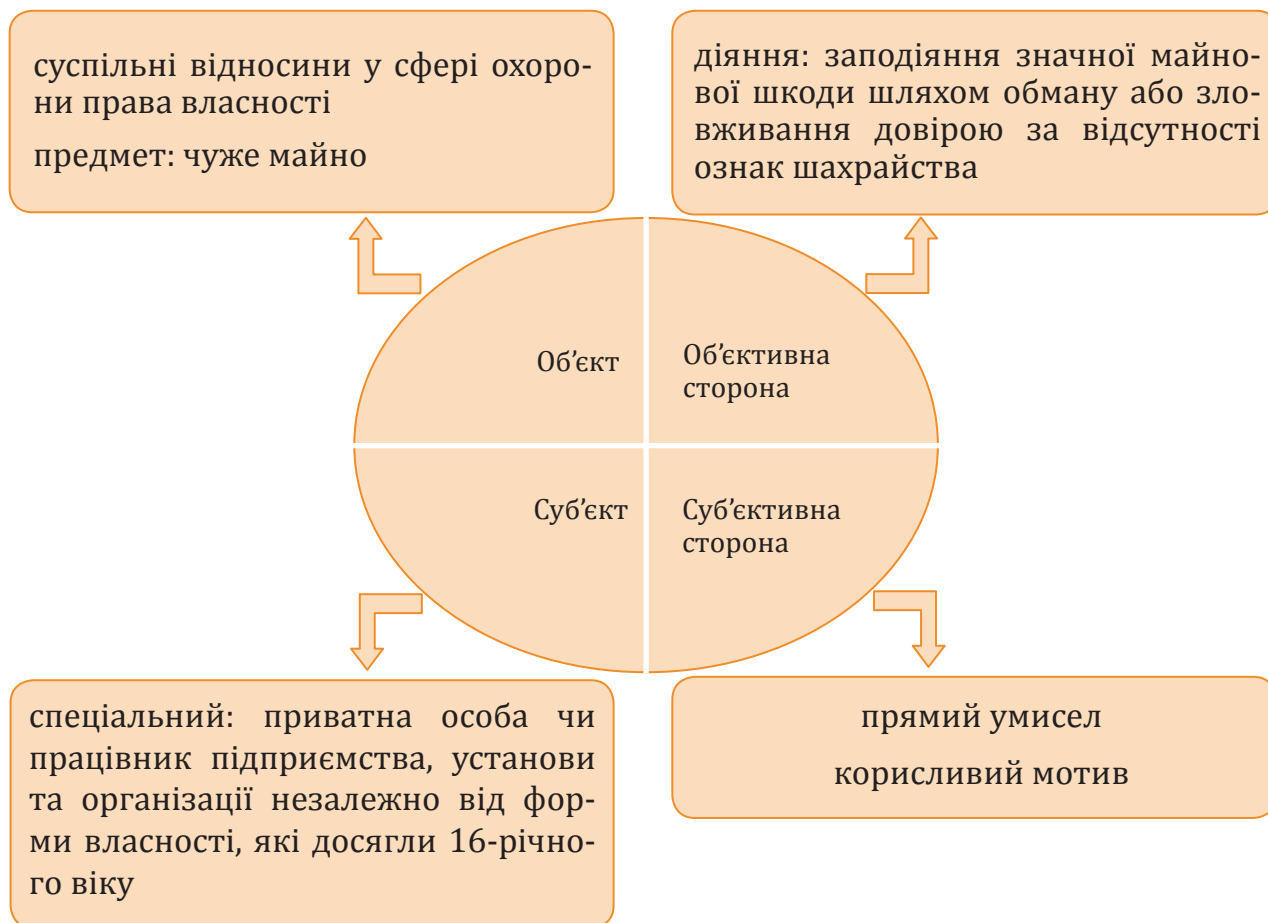 суспільні відносини у сфері охоро-
ни права власності
предмет: чуже майно
діяння: заподіяння значної майно-
вої шкоди шляхом обману або зло-
вживання довірою за відсутності
ознак шахрайства
Об’єкт
Об’єктивна
сторона
Суб’єкт
Суб’єктивна
сторона
спеціальний: приватна особа чи
працівник підприємства, установи
та організації незалежно від фор-
ми власності, які досягли 16-річно-
го віку
прямий умисел
корисливий мотив